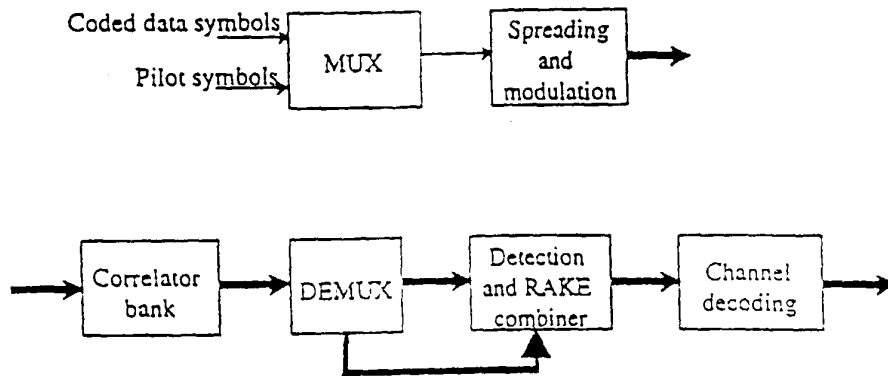 Coded data symbols
Pilot symbols
MUX
Spreading
and
modulation
Correlator
bank
DEMUX
Detection
and RAKE
combiner
Channel
decoding